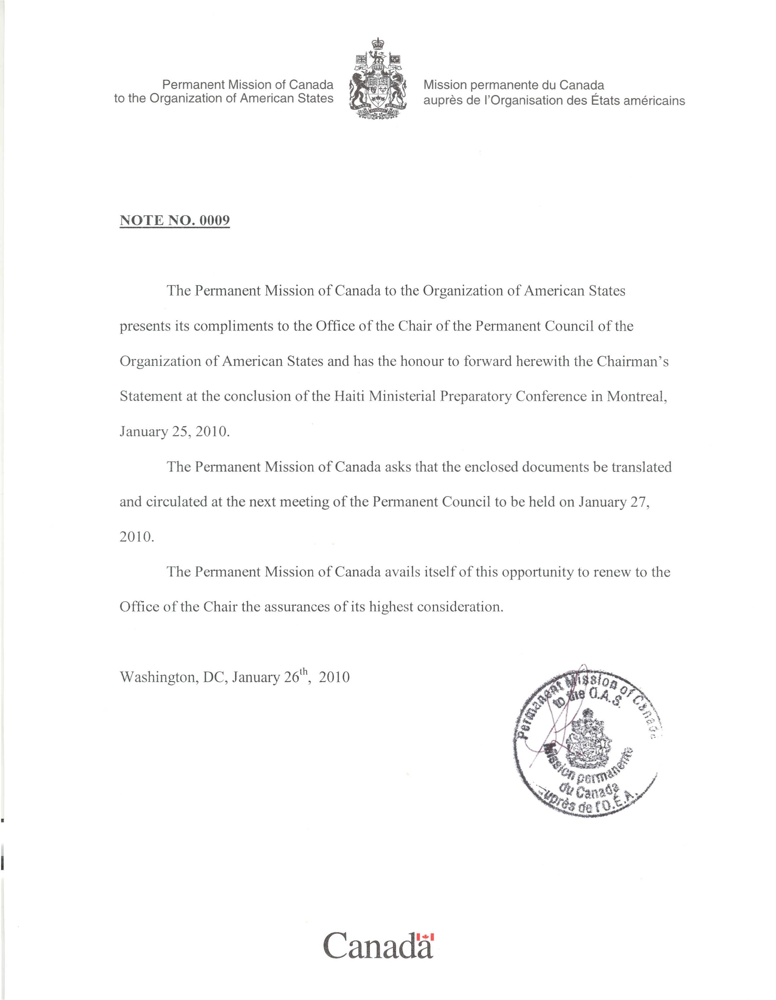 Permanent Mission of Canada
to the Organization of American States
Mission permanente du Canada
auprès de l'Organisation des États américains
A MARI USQUE AD MARE
NOTE NO. 0009
The Permanent Mission of Canada to the Organization of American States
presents its compliments to the Office of the Chair of the Permanent Council of the
Organization of American States and has the honour to forward herewith the Chairman's
Statement at the conclusion of the Haiti Ministerial Preparatory Conference in Montreal,
January 25, 2010.
The Permanent Mission of Canada asks that the enclosed documents be translated
and circulated at the next meeting of the Permanent Council to be held on January 27,
2010.
The Permanent Mission of Canada avails itself of this opportunity to renew to the
Office of the Chair the assurances of its highest consideration.
Washington, DC, January 26th, 2010
Permanent Mission of Canada
to the O.A.S.
Mission permanente
du Canada
auprès de l'O.É.A.
Canada